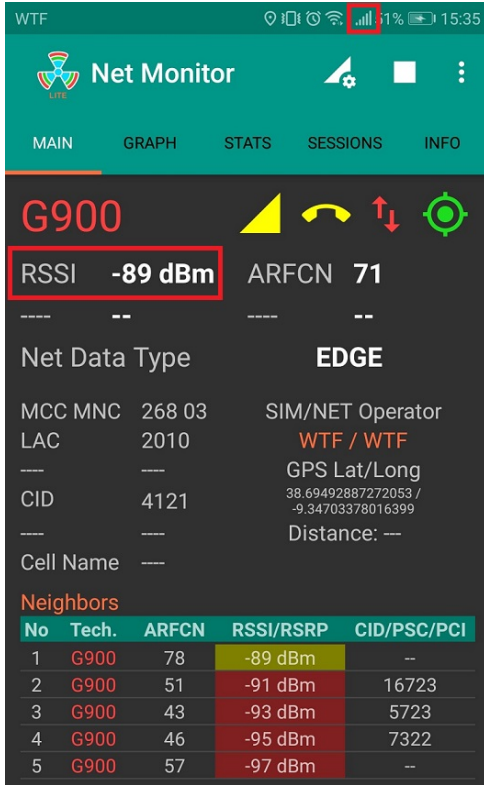 WTF 51% 15:35
Net Monitor
LITE
MAIN GRAPH STATS SESSIONS INFO
G900
RSSI -89 dBm ARFCN 71
---- -- ---- --
Net Data Type EDGE
MCC MNC 268 03 SIM/NET Operator
LAC 2010 WTF / WTF
---- ---- GPS Lat/Long
CID 4121 38.69492887272053 /
-9.34703378016399
---- ---- Distance: ---
Cell Name ----
Neighbors
No Tech. ARFCN RSSI/RSRP CID/PSC/PCI
1 G900 78 -89 dBm --
2 G900 51 -91 dBm 16723
3 G900 43 -93 dBm 5723
4 G900 46 -95 dBm 7322
5 G900 57 -97 dBm --